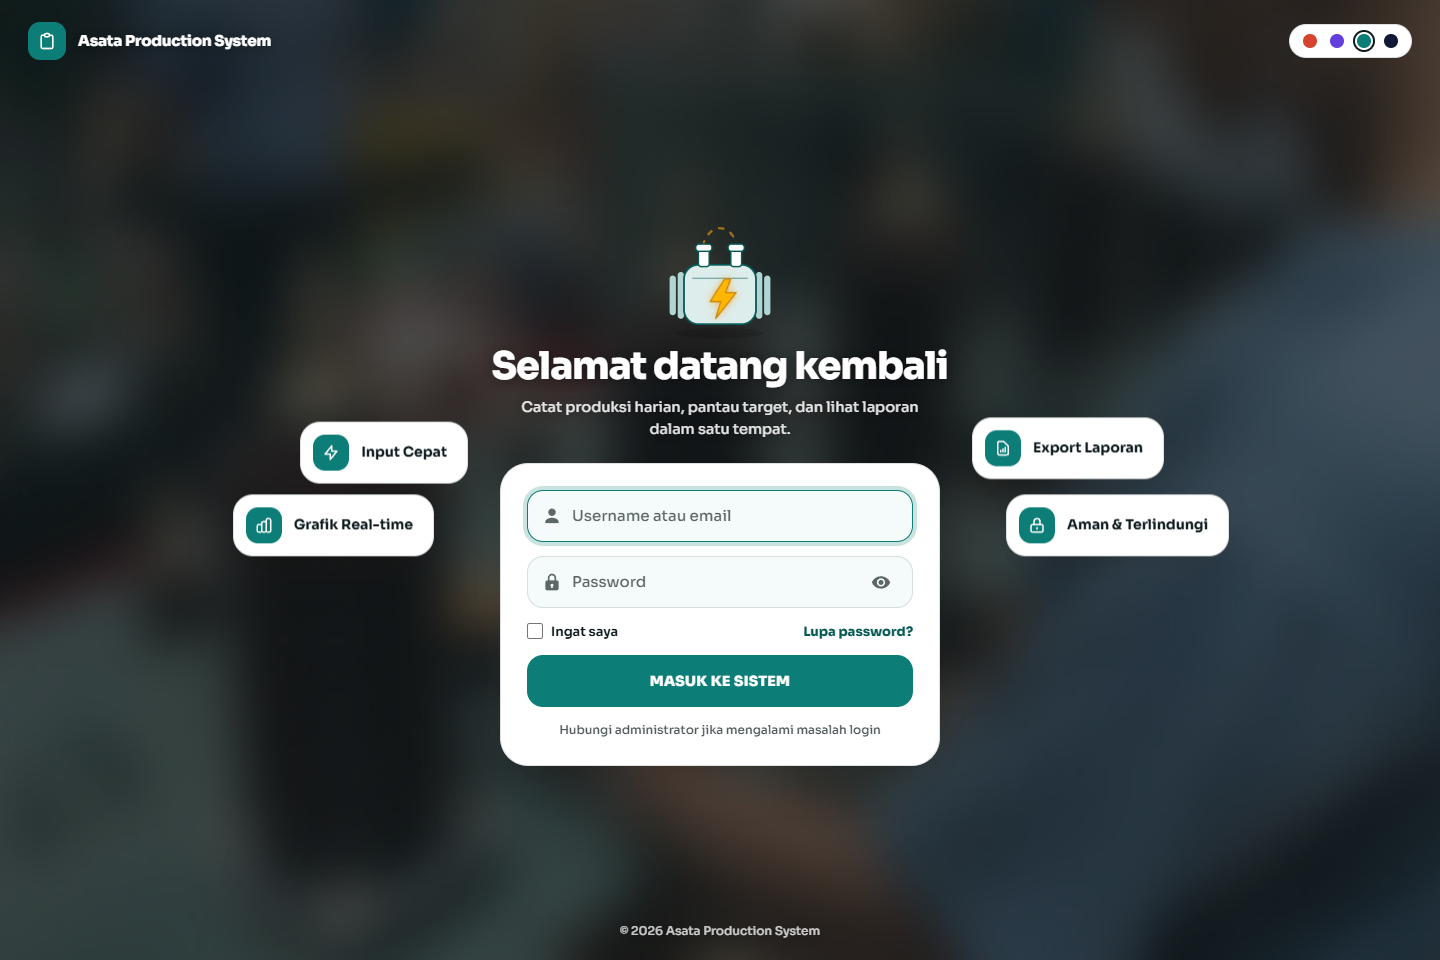 Asata Production System
Selamat datang kembali
Catat produksi harian, pantau target, dan lihat laporan
dalam satu tempat.
Input Cepat
Grafik Real-time
Export Laporan
Aman & Terlindungi
Username atau email
Password
Ingat saya
Lupa password?
MASUK KE SISTEM
Hubungi administrator jika mengalami masalah login
© 2026 Asata Production System